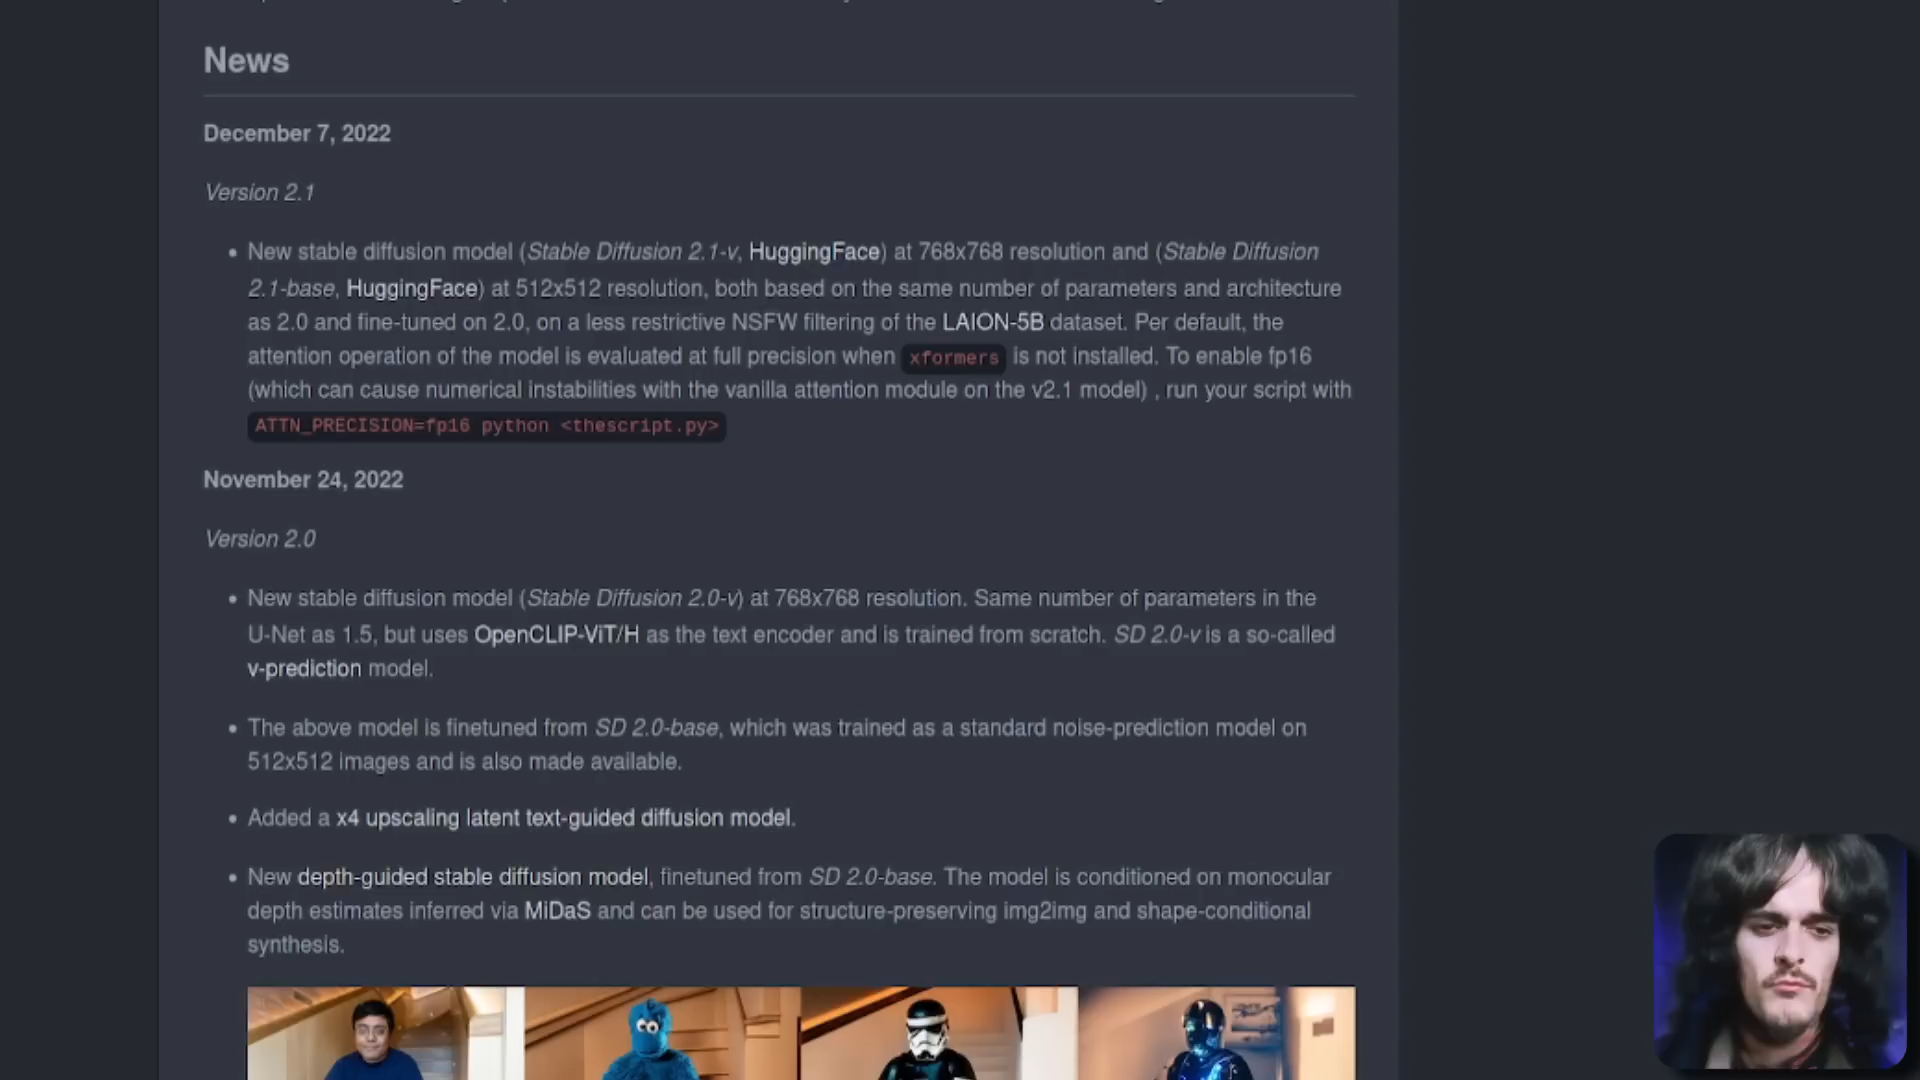 News
December 7, 2022
Version 2.1
• New stable diffusion model (Stable Diffusion 2.1-v, HuggingFace) at 768x768 resolution and (Stable Diffusion
2.1-base, HuggingFace) at 512x512 resolution, both based on the same number of parameters and architecture
as 2.0 and fine-tuned on 2.0, on a less restrictive NSFW filtering of the LAION-5B dataset. Per default, the
attention operation of the model is evaluated at full precision when xformers is not installed. To enable fp16
(which can cause numerical instabilities with the vanilla attention module on the v2.1 model) , run your script with
ATTN_PRECISION=fp16 python <thescript.py>
November 24, 2022
Version 2.0
• New stable diffusion model (Stable Diffusion 2.0-v) at 768x768 resolution. Same number of parameters in the
U-Net as 1.5, but uses OpenCLIP-ViT/H as the text encoder and is trained from scratch. SD 2.0-v is a so-called
v-prediction model.
• The above model is finetuned from SD 2.0-base, which was trained as a standard noise-prediction model on
512x512 images and is also made available.
• Added a x4 upscaling latent text-guided diffusion model.
• New depth-guided stable diffusion model, finetuned from SD 2.0-base. The model is conditioned on monocular
depth estimates inferred via MiDaS and can be used for structure-preserving img2img and shape-conditional
synthesis.